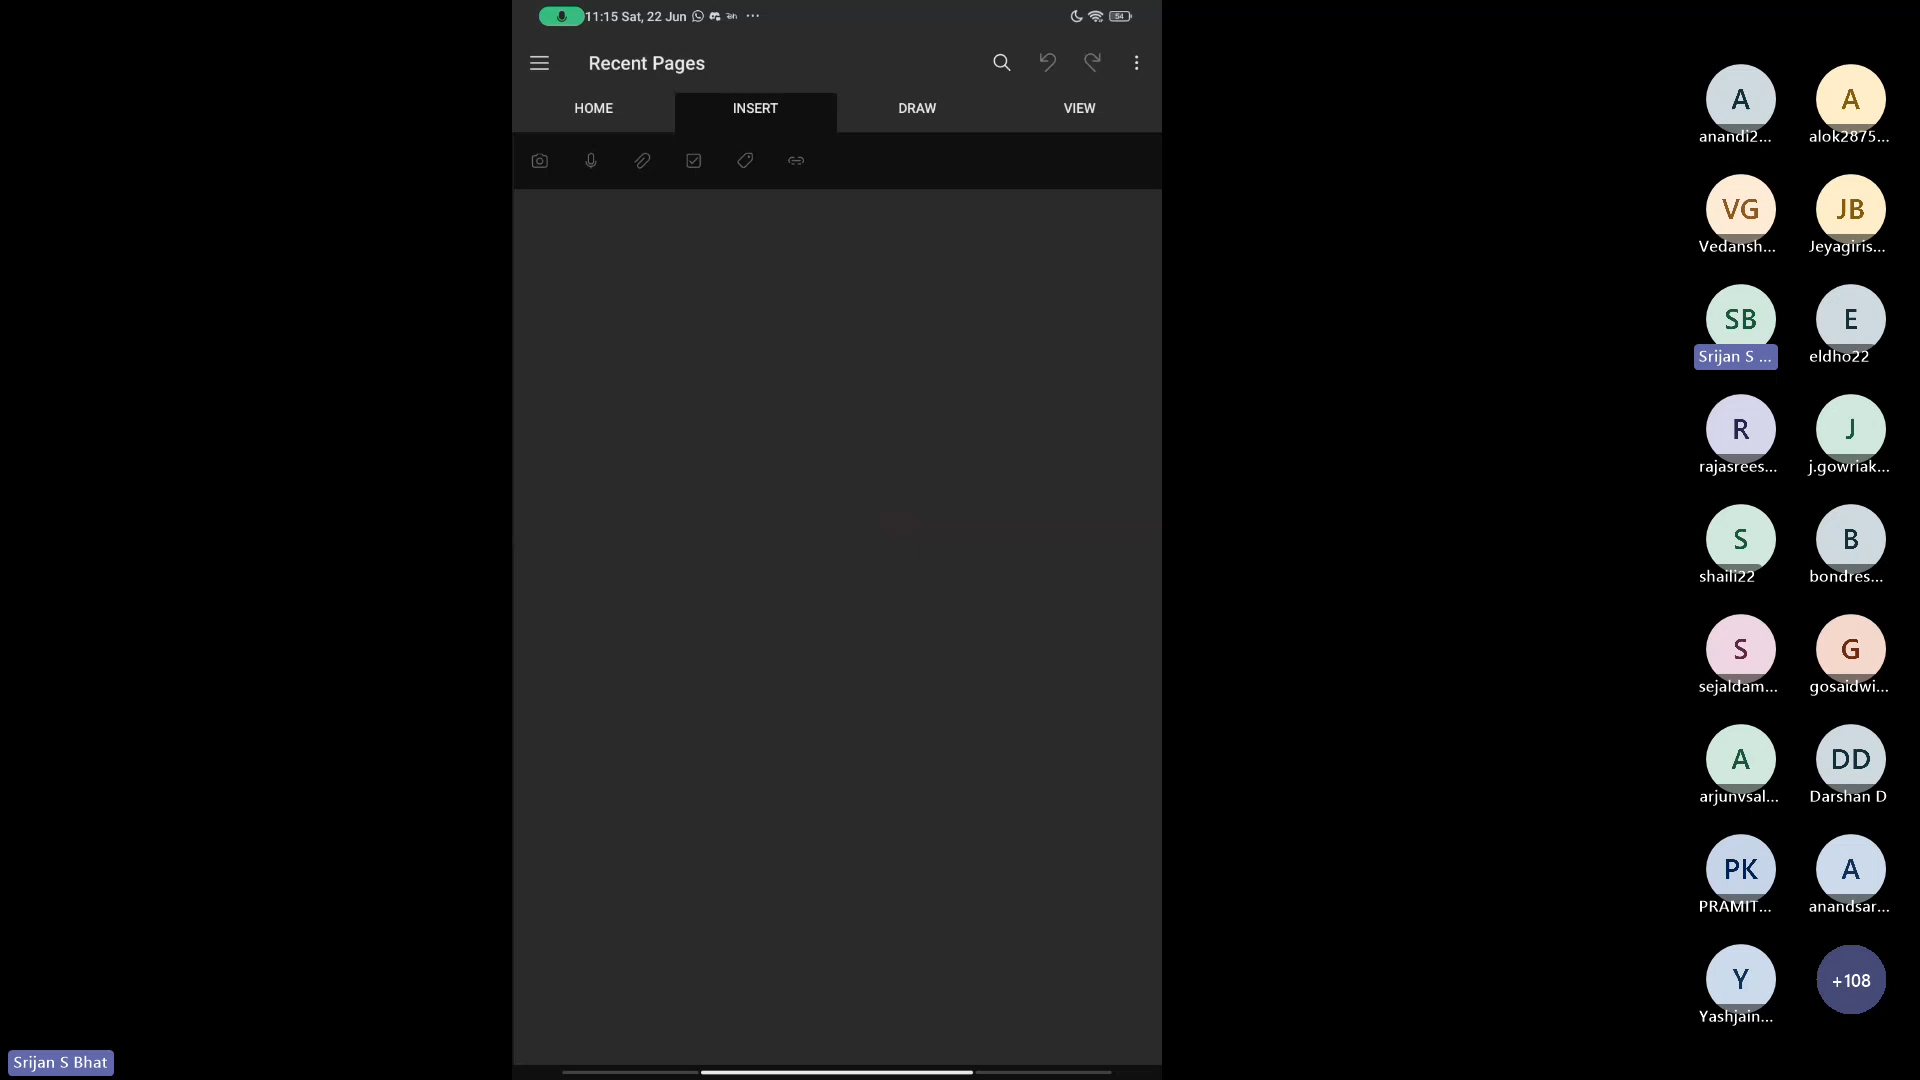 11:15 Sat, 22 Jun
54
Recent Pages
HOME INSERT DRAW VIEW
A A
anandi2... alok2875...
VG JB
Vedansh... Jeyagiris...
SB E
Srijan S ... eldho22
R J
rajasrees... j.gowriak...
S B
shaili22 bondres...
S G
sejaldam... gosaidwi...
A DD
arjunvsal... Darshan D
PK A
PRAMIT... anandsar...
Y +108
Yashjain...
Srijan S Bhat